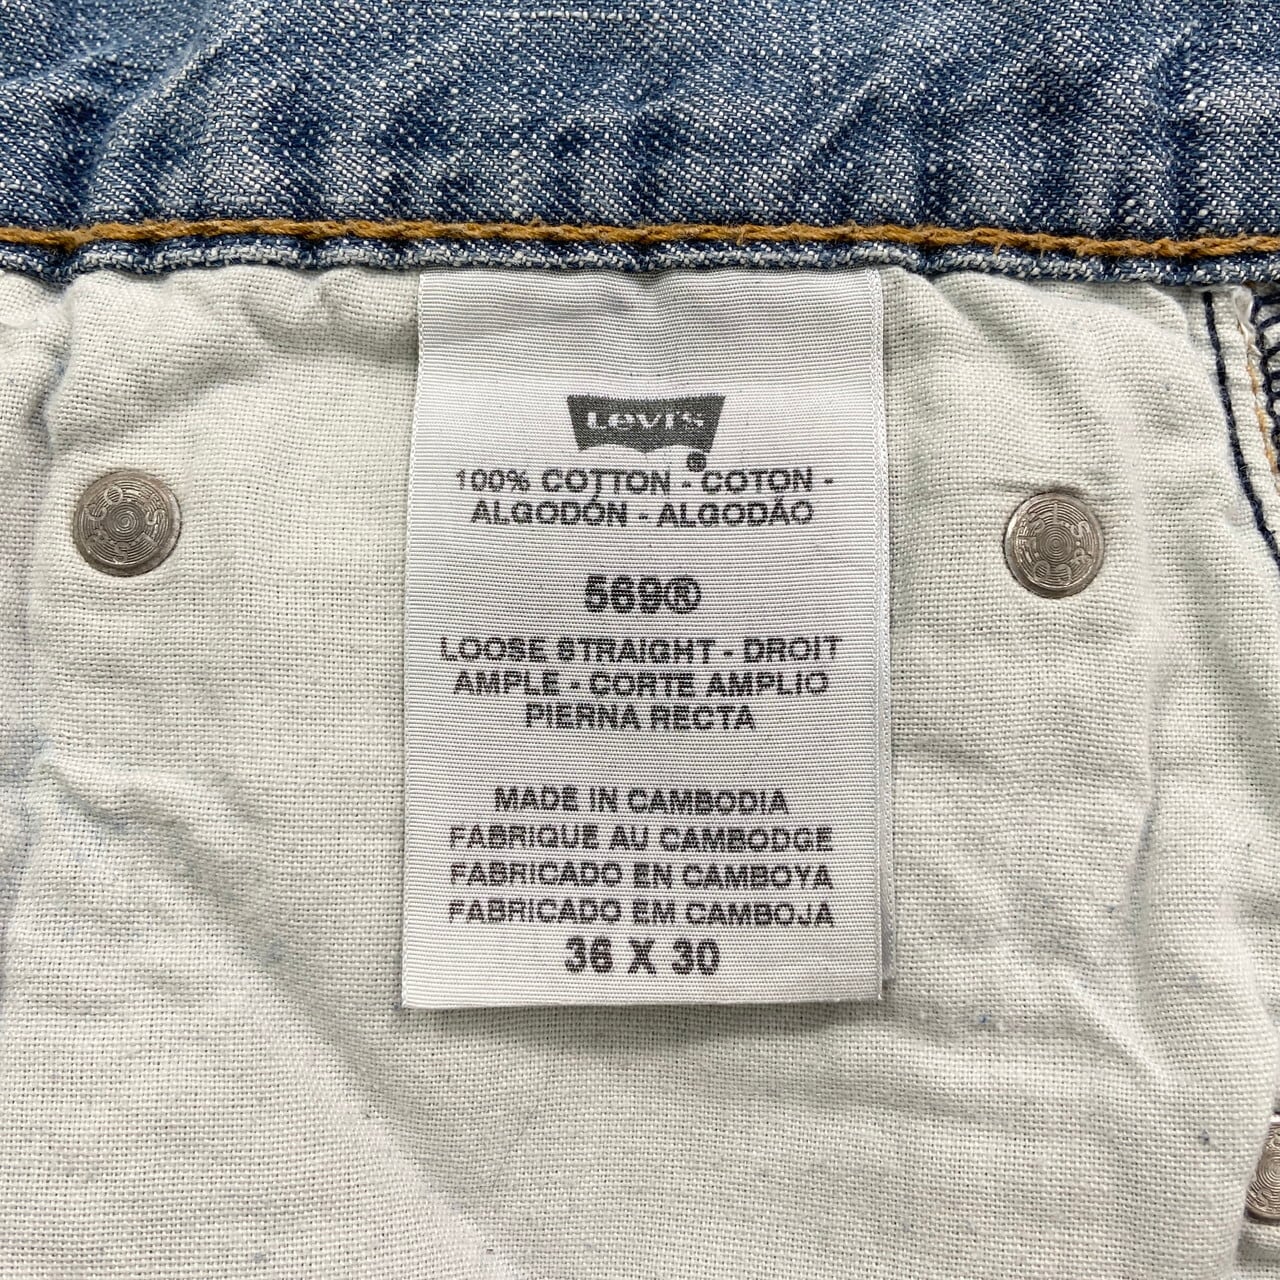 Levi's
®
100% COTTON - COTON -
ALGODÓN - ALGODÃO
569®
LOOSE STRAIGHT - DROIT
AMPLE - CORTE AMPLIO
PIERNA RECTA
MADE IN CAMBODIA
FABRIQUE AU CAMBODGE
FABRICADO EN CAMBOYA
FABRICADO EM CAMBOJA
36 X 30